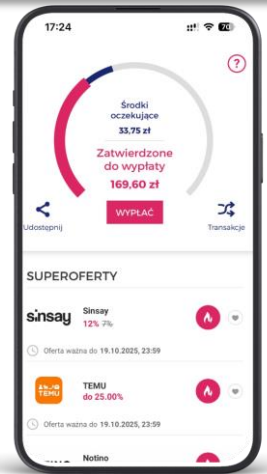 17:24
70
?
Środki
oczekujące
33,75 zł
Zatwierdzone
do wypłaty
169,60 zł
WYPŁAĆ
Udostępnij
Transakcje
SUPEROFERTY
sinsay
Sinsay
12% 7%
Oferta ważna do 19.10.2025, 23:59
TEMU
TEMU
do 25.00%
Oferta ważna do 19.10.2025, 23:59
Notino